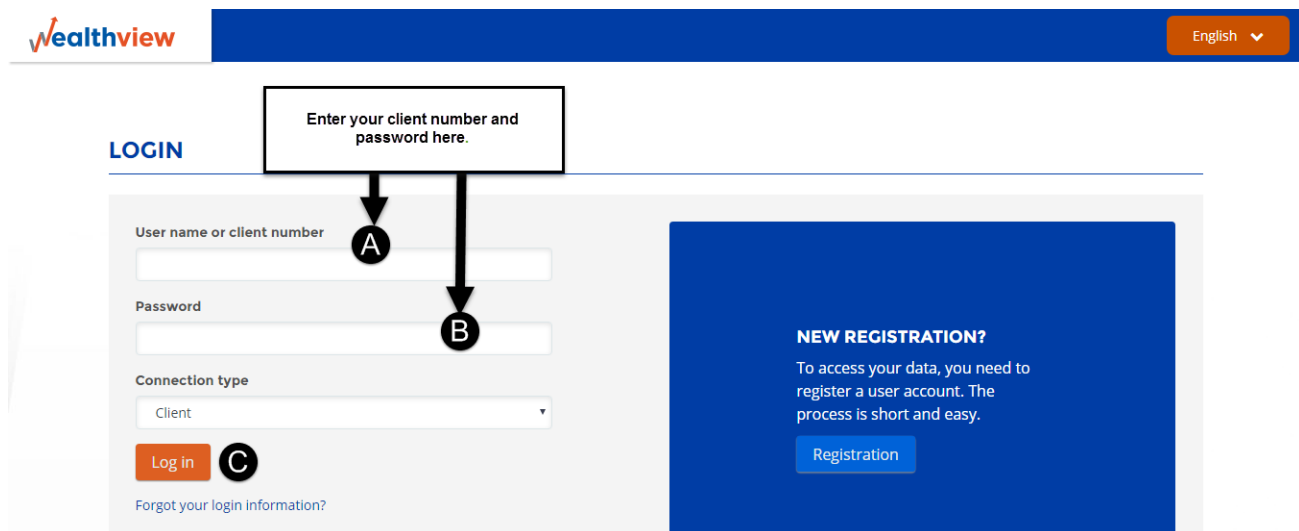 Wealthview
English
Enter your client number and
password here.
LOGIN
User name or client number
A
Password
B
Connection type
Client
Log in
C
Forgot your login information?
NEW REGISTRATION?
To access your data, you need to
register a user account. The
process is short and easy.
Registration